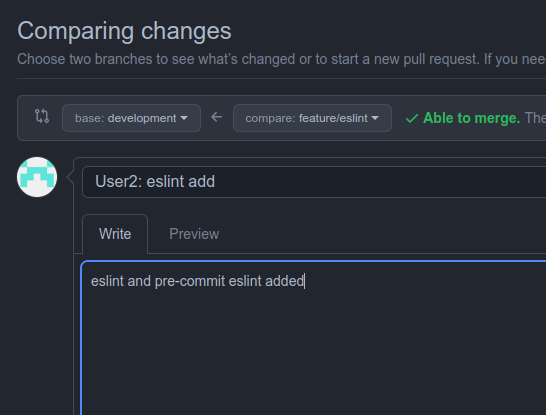 Comparing changes
Choose two branches to see what's changed or to start a new pull request. If you nee
base: development
compare: feature/eslint
Able to merge. The
User2: eslint add
Write
Preview
eslint and pre-commit eslint added